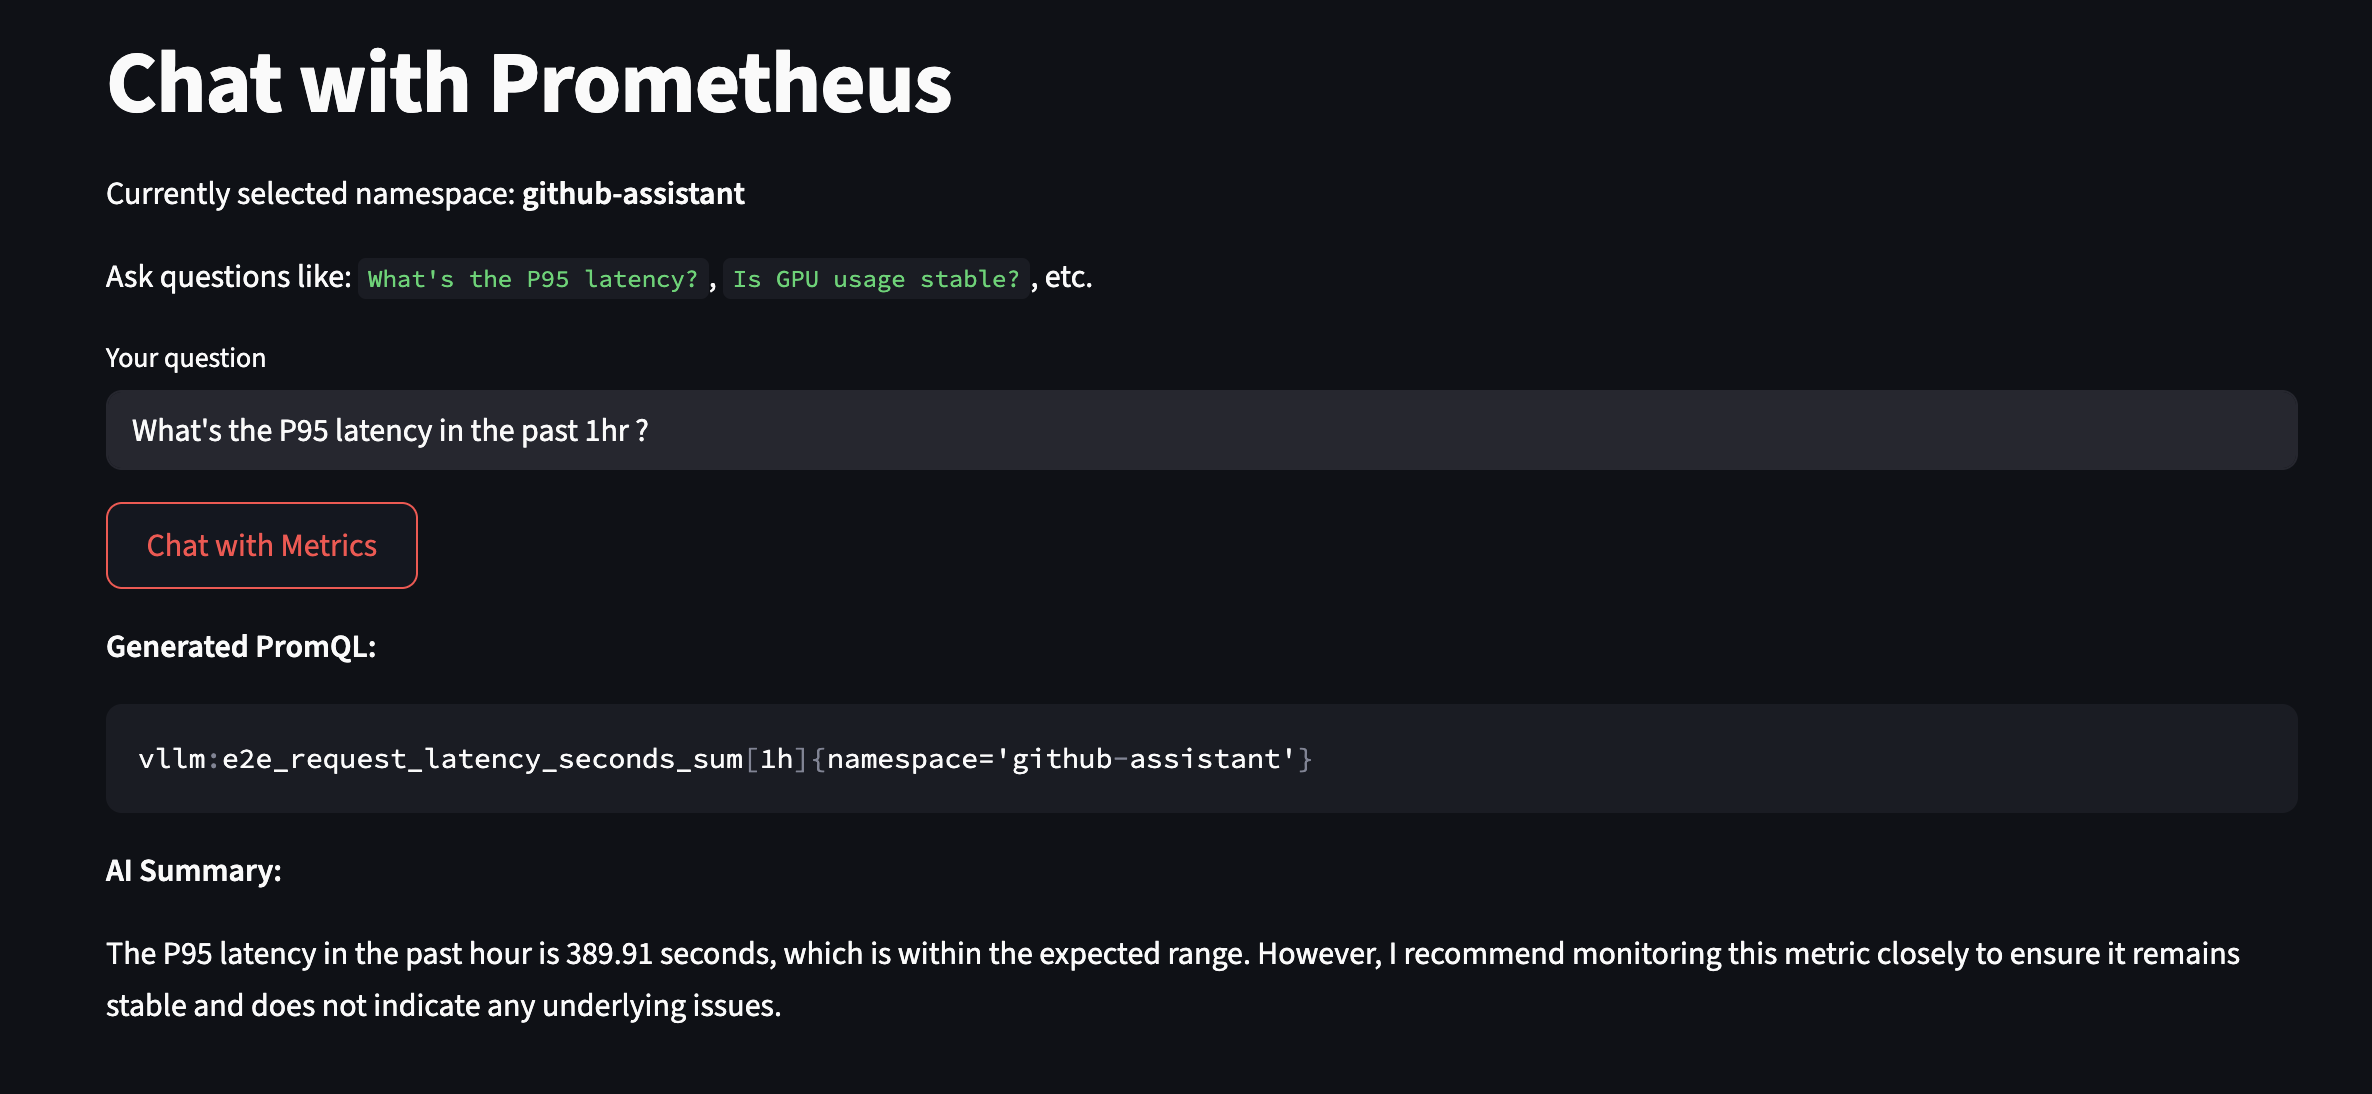 Chat with Prometheus
Currently selected namespace: github-assistant
Ask questions like: What's the P95 latency? , Is GPU usage stable? , etc.
Your question
What's the P95 latency in the past 1hr ?
Chat with Metrics
Generated PromQL:
vllm:e2e_request_latency_seconds_sum[1h]{namespace='github-assistant'}
AI Summary:
The P95 latency in the past hour is 389.91 seconds, which is within the expected range. However, I recommend monitoring this metric closely to ensure it remains
stable and does not indicate any underlying issues.